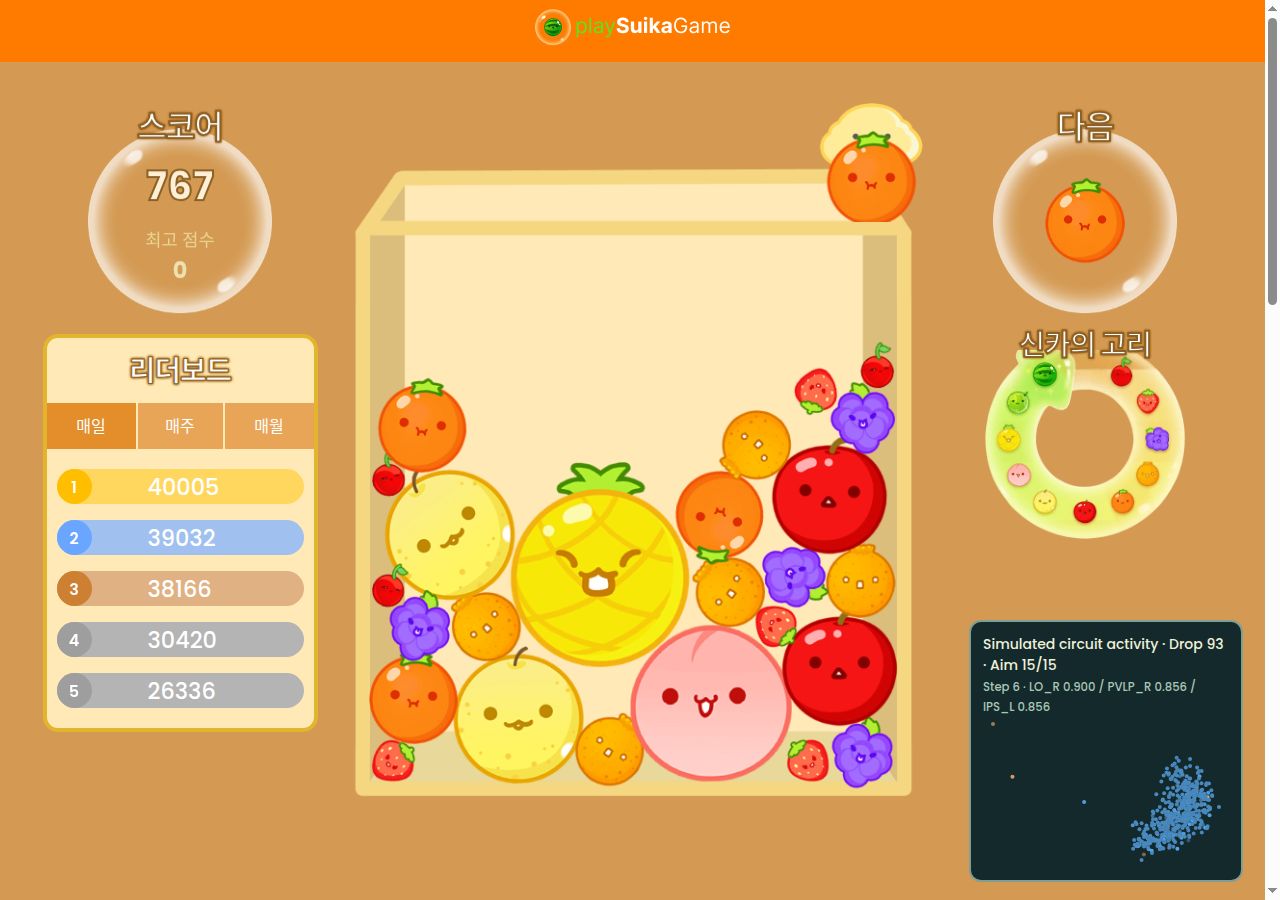 playSuikaGame
스코어
767
최고 점수
0
리더보드
매일 매주 매월
1 40005
2 39032
3 38166
4 30420
5 26336
다음
신카의 고리
Simulated circuit activity · Drop 93
· Aim 15/15
Step 6 · LO_R 0.900 / PVLP_R 0.856 /
IPS_L 0.856